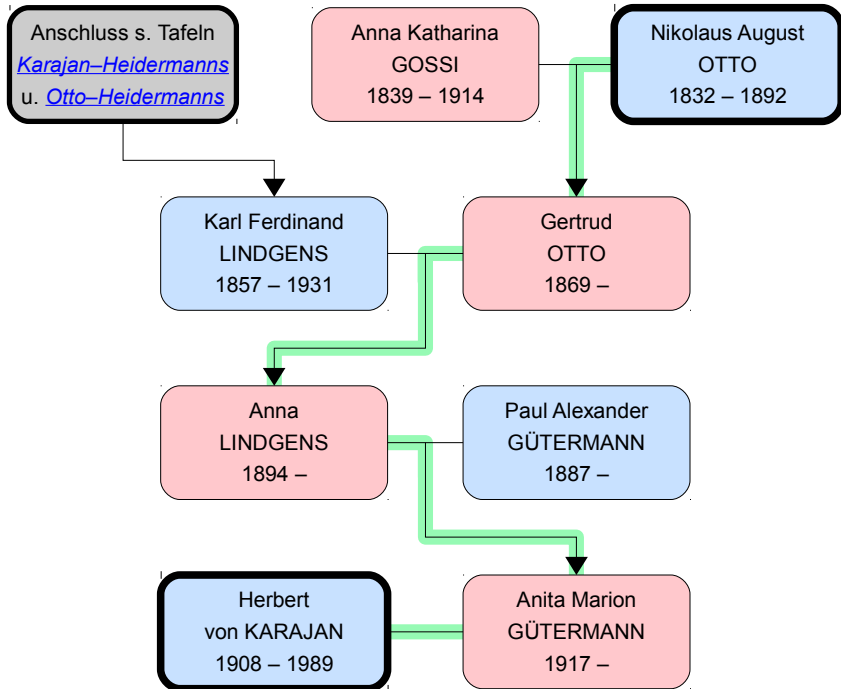 Anschluss s. Tafeln
Karajan–Heidermanns
u. Otto–Heidermanns
Anna Katharina
GOSSI
1839 – 1914
Nikolaus August
OTTO
1832 – 1892
Karl Ferdinand
LINDGENS
1857 – 1931
Gertrud
OTTO
1869 –
Anna
LINDGENS
1894 –
Paul Alexander
GÜTERMANN
1887 –
Herbert
von KARAJAN
1908 – 1989
Anita Marion
GÜTERMANN
1917 –